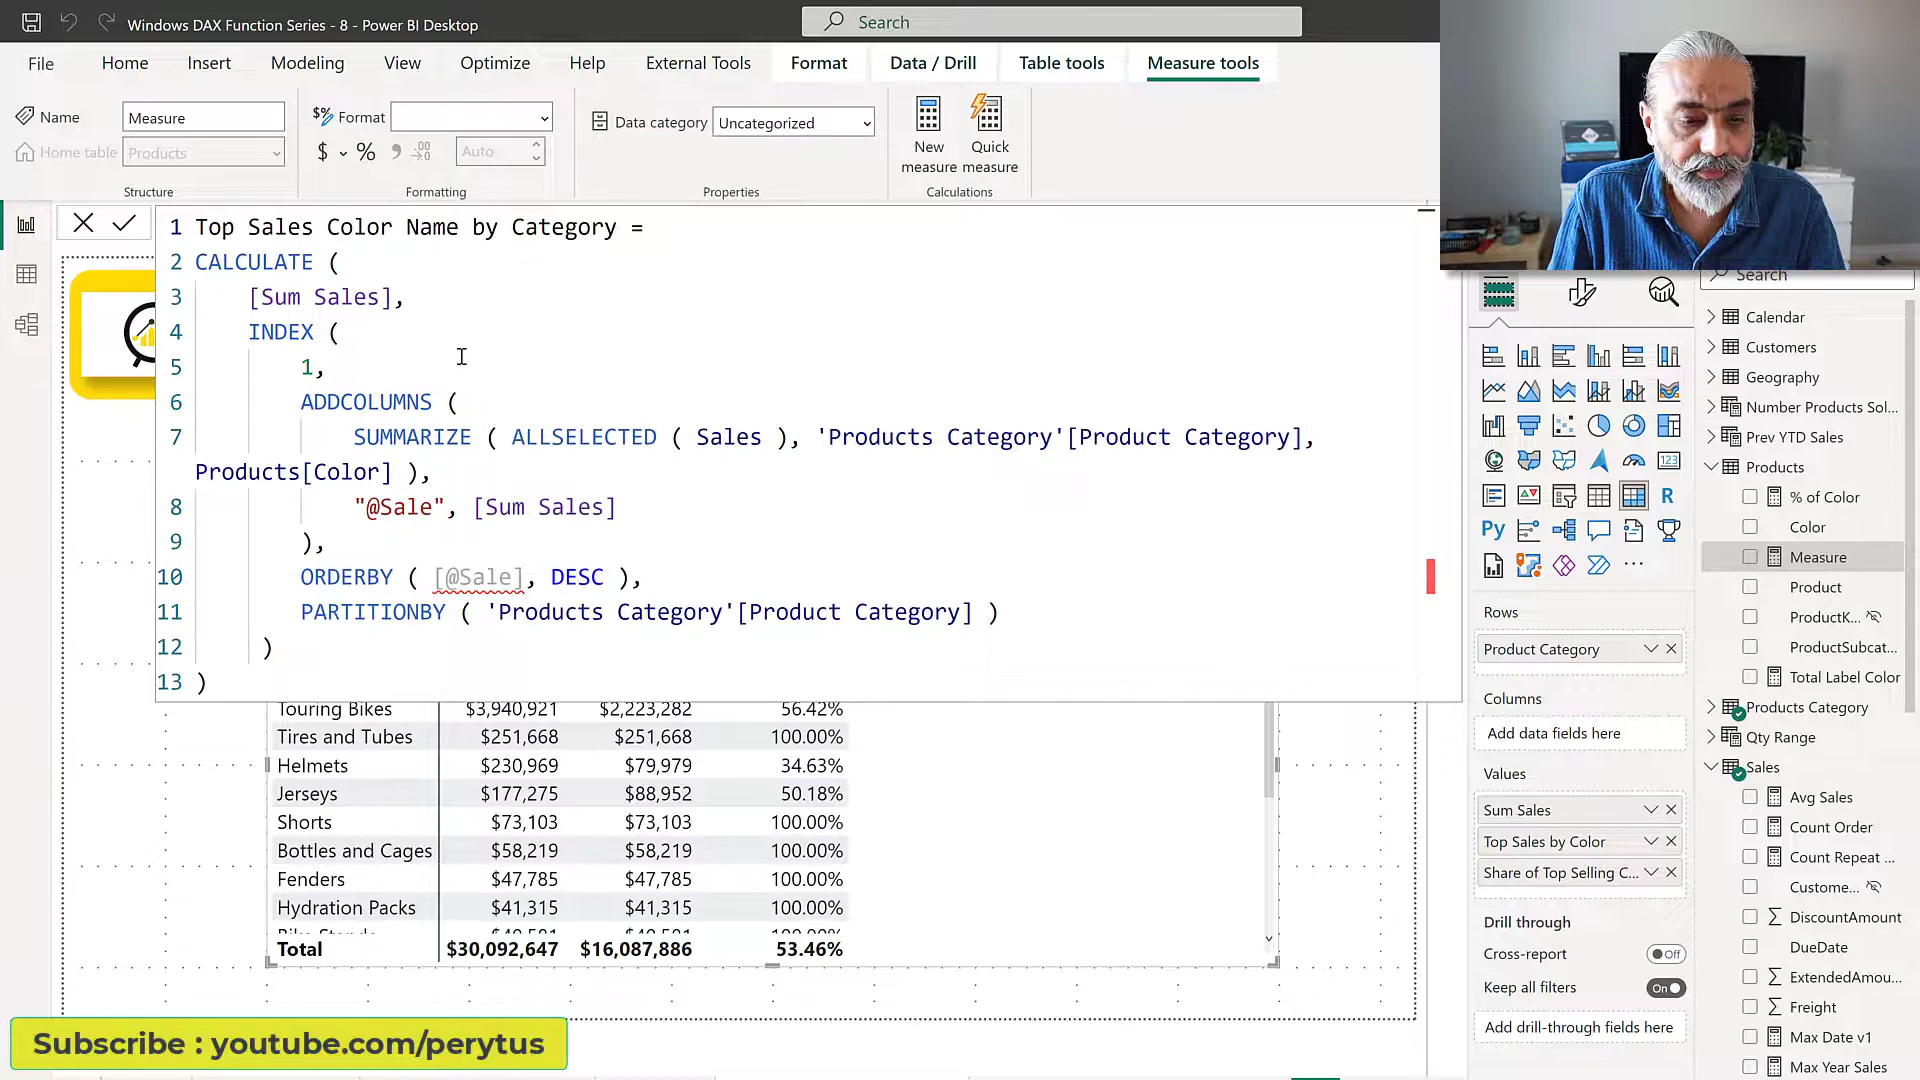 Windows DAX Function Series - 8 - Power BI Desktop
Search
File Home Insert Modeling View Optimize Help External Tools Format Data / Drill Table tools Measure tools
Name Measure
Home table Products
Structure
$% Format
$ % Auto
Formatting
Data category Uncategorized
Properties
New measure
Quick measure
Calculations
1 Top Sales Color Name by Category =
2 CALCULATE (
3 [Sum Sales],
4 INDEX (
5 1,
6 ADDCOLUMNS (
7 SUMMARIZE ( ALLSELECTED ( Sales ), 'Products Category'[Product Category],
Products[Color] ),
8 "@Sale", [Sum Sales]
9 ),
10 ORDERBY ( [@Sale], DESC ),
11 PARTITIONBY ( 'Products Category'[Product Category] )
12 )
13 )
Touring Bikes $3,940,921 $2,223,282 56.42%
Tires and Tubes $251,668 $251,668 100.00%
Helmets $230,969 $79,979 34.63%
Jerseys $177,275 $88,952 50.18%
Shorts $73,103 $73,103 100.00%
Bottles and Cages $58,219 $58,219 100.00%
Fenders $47,785 $47,785 100.00%
Hydration Packs $41,315 $41,315 100.00%
Total $30,092,647 $16,087,886 53.46%
Subscribe : youtube.com/perytus
123
R
Py
...
Rows
Product Category
Columns
Add data fields here
Values
Sum Sales
Top Sales by Color
Share of Top Selling C...
Drill through
Cross-report Off
Keep all filters On
Add drill-through fields here
Search
Calendar
Customers
Geography
Number Products Sol...
Prev YTD Sales
Products
% of Color
Color
Measure
Product
ProductK...
ProductSubcat...
Total Label Color
Products Category
Qty Range
Sales
Avg Sales
Count Order
Count Repeat ...
Custome...
DiscountAmount
DueDate
ExtendedAmou...
Freight
Max Date v1
Max Year Sales